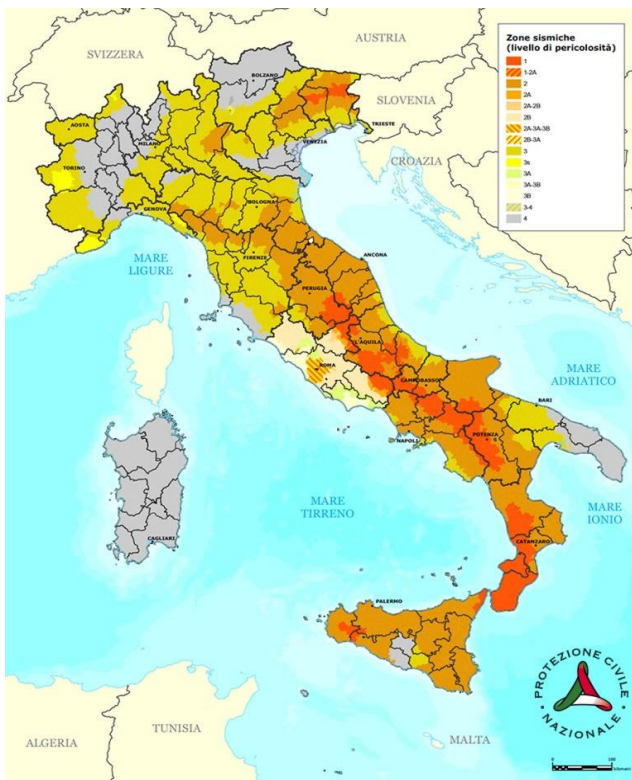 AUSTRIA
SVIZZERA
BOLZANO
SLOVENIA
AOSTA
TRIESTE
MILANO
VENEZIA
CROAZIA
TORINO
GENOVA
BOLOGNA
MARE
LIGURE
FIRENZE
ANCONA
PERUGIA
L'AQUILA
ROMA
CAMPOBASSO
MARE
ADRIATICO
BARI
NAPOLI
POTENZA
MARE
TIRRENO
MARE
IONIO
CAGLIARI
CATANZARO
PALERMO
ALGERIA
TUNISIA
MALTA
Zone sismiche
(livello di pericolosità)
1
1-2A
2
2A
2A-2B
2B
2A-3A-3B
2B-3A
3
3s
3A
3A-3B
3B
3-4
4
PROTEZIONE CIVILE
NAZIONALE
0 100